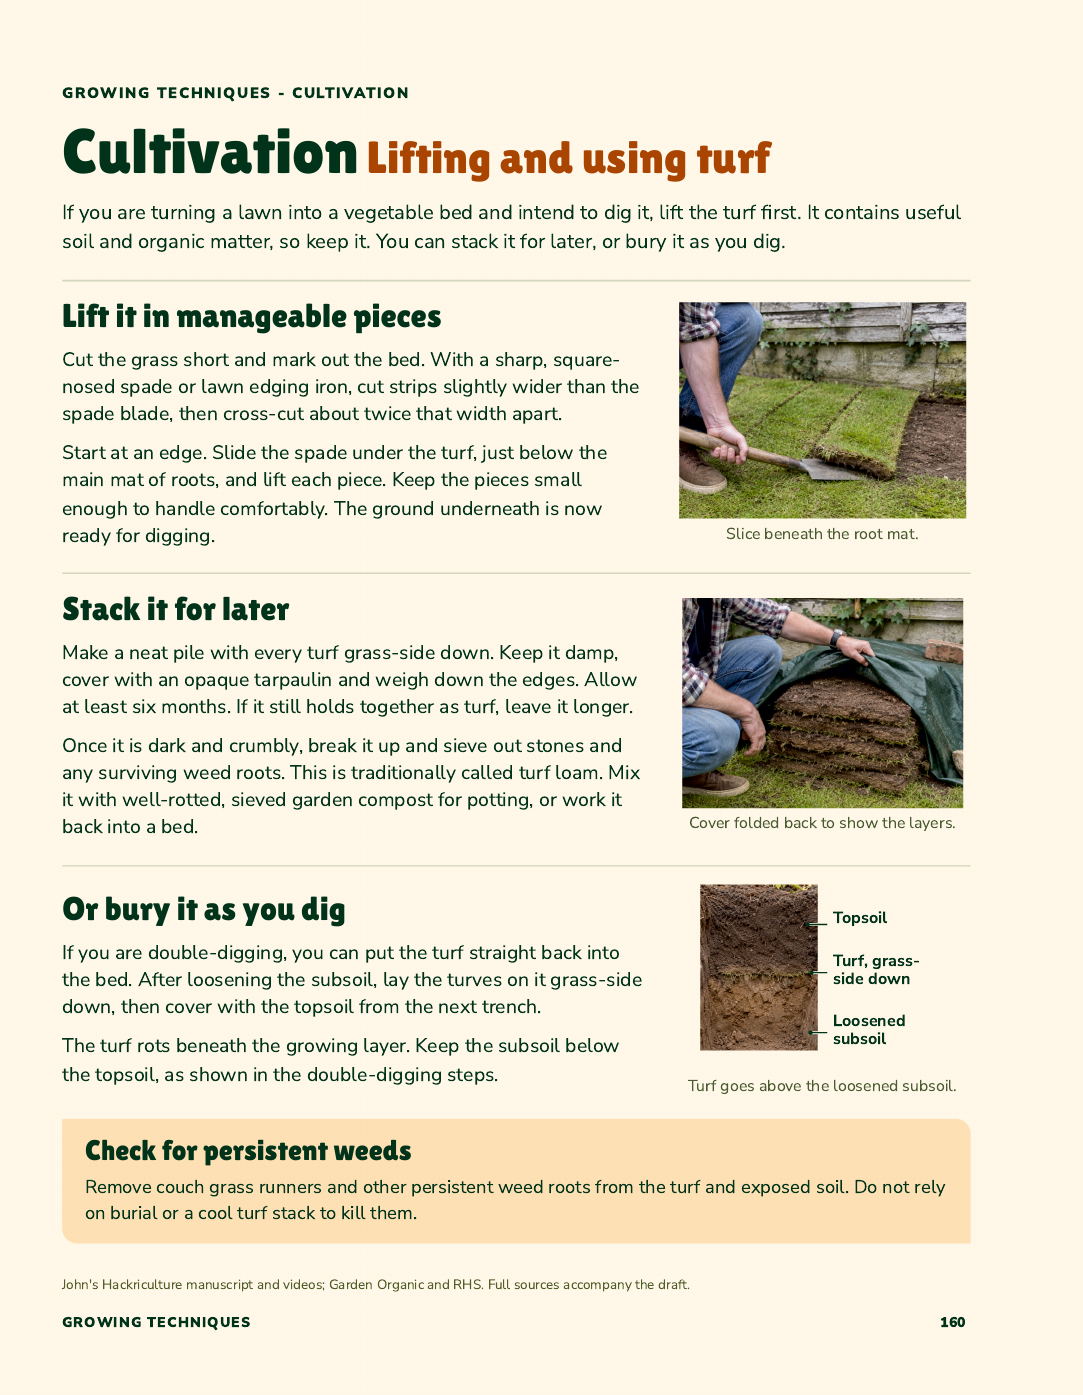 GROWING TECHNIQUES - CULTIVATION
Cultivation Lifting and using turf
If you are turning a lawn into a vegetable bed and intend to dig it, lift the turf first. It contains useful
soil and organic matter, so keep it. You can stack it for later, or bury it as you dig.
Lift it in manageable pieces
Cut the grass short and mark out the bed. With a sharp, square-
nosed spade or lawn edging iron, cut strips slightly wider than the
spade blade, then cross-cut about twice that width apart.
Start at an edge. Slide the spade under the turf, just below the
main mat of roots, and lift each piece. Keep the pieces small
enough to handle comfortably. The ground underneath is now
ready for digging.
Slice beneath the root mat.
Stack it for later
Make a neat pile with every turf grass-side down. Keep it damp,
cover with an opaque tarpaulin and weigh down the edges. Allow
at least six months. If it still holds together as turf, leave it longer.
Once it is dark and crumbly, break it up and sieve out stones and
any surviving weed roots. This is traditionally called turf loam. Mix
it with well-rotted, sieved garden compost for potting, or work it
back into a bed.
Cover folded back to show the layers.
Or bury it as you dig
If you are double-digging, you can put the turf straight back into
the bed. After loosening the subsoil, lay the turves on it grass-side
down, then cover with the topsoil from the next trench.
The turf rots beneath the growing layer. Keep the subsoil below
the topsoil, as shown in the double-digging steps.
Topsoil
Turf, grass-
side down
Loosened
subsoil
Turf goes above the loosened subsoil.
Check for persistent weeds
Remove couch grass runners and other persistent weed roots from the turf and exposed soil. Do not rely
on burial or a cool turf stack to kill them.
John's Hackriculture manuscript and videos; Garden Organic and RHS. Full sources accompany the draft.
GROWING TECHNIQUES
160